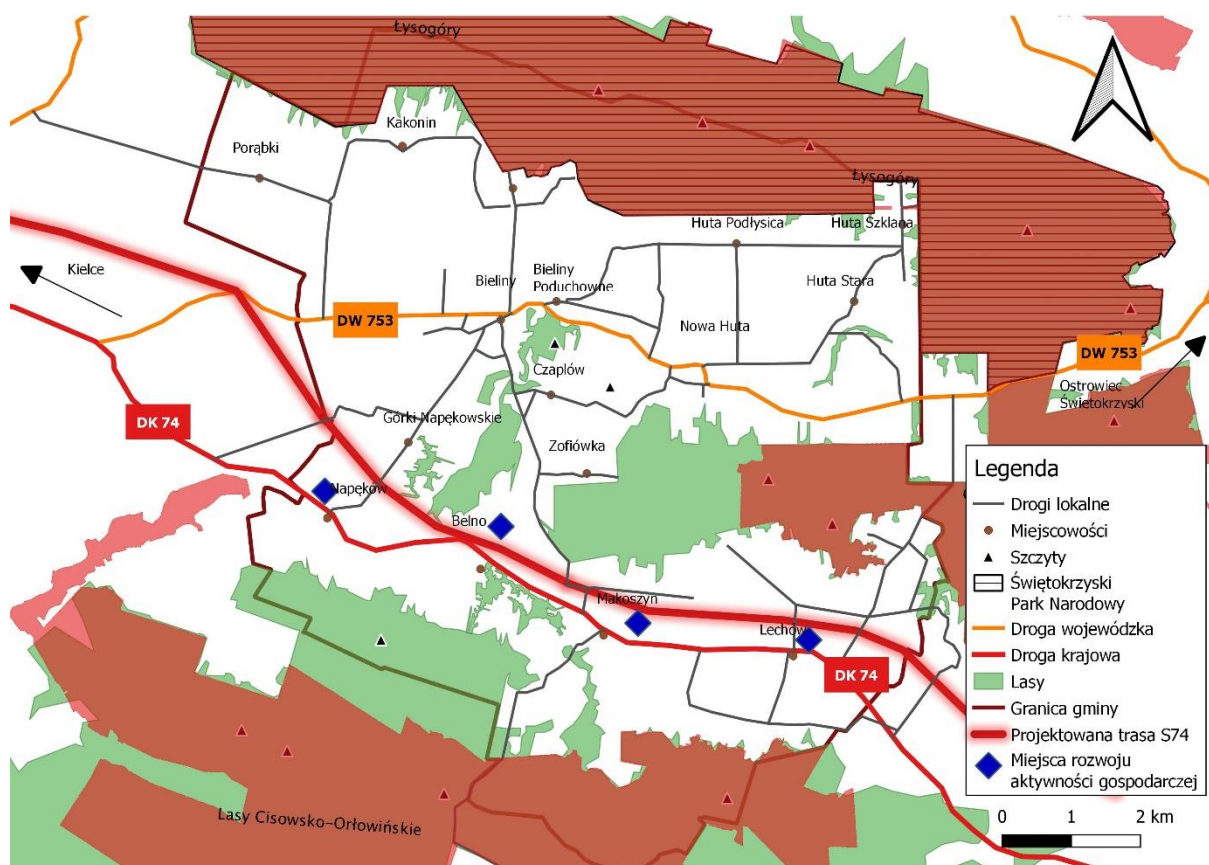 Łysogóry
Kakonin
Porąbki
Łysogóry
Huta Podłysica
Huta Szklana
Kielce
Bieliny
Bieliny
Poduchowne
Huta Stara
DW 753
Nowa Huta
DW 753
Czaplów
Ostrowiec
Świetokrzyski
DK 74
Górki Napękowskie
Zofiówka
Napęków
Belno
Makoszyn
Lechów
DK 74
Lasy Cisowsko-Orłowińskie
Legenda
Drogi lokalne
Miejscowości
Szczyty
Świętokrzyski
Park Narodowy
Droga wojewódzka
Droga krajowa
Lasy
Granica gminy
Projektowana trasa S74
Miejsca rozwoju
aktywności gospodarczej
0 1 2 km